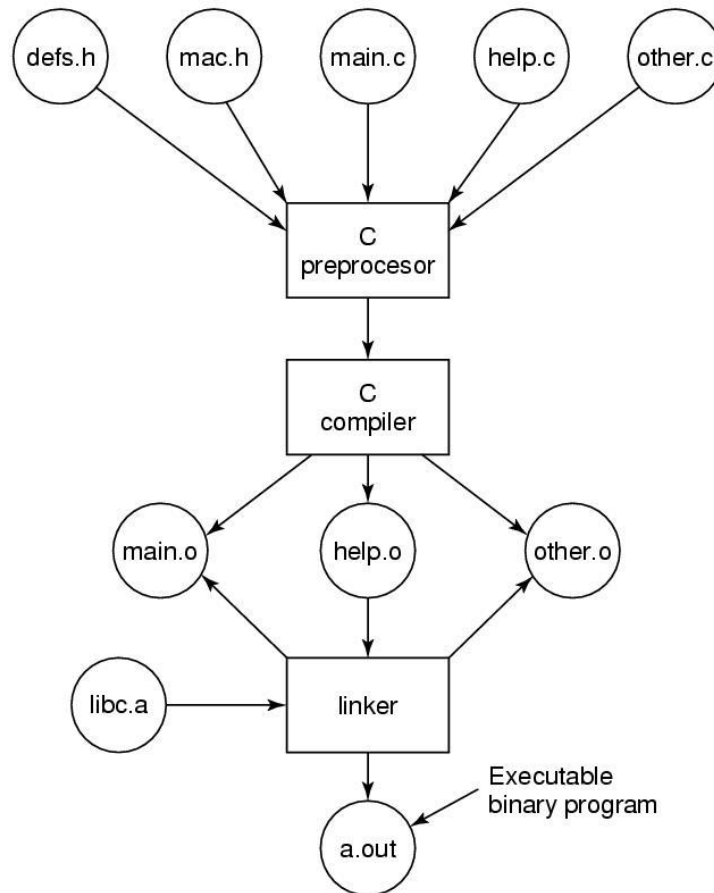 defs.h
mac.h
main.c
help.c
other.c
C
preprocesor
C
compiler
main.o
help.o
other.o
libc.a
linker
Executable
binary program
a.out